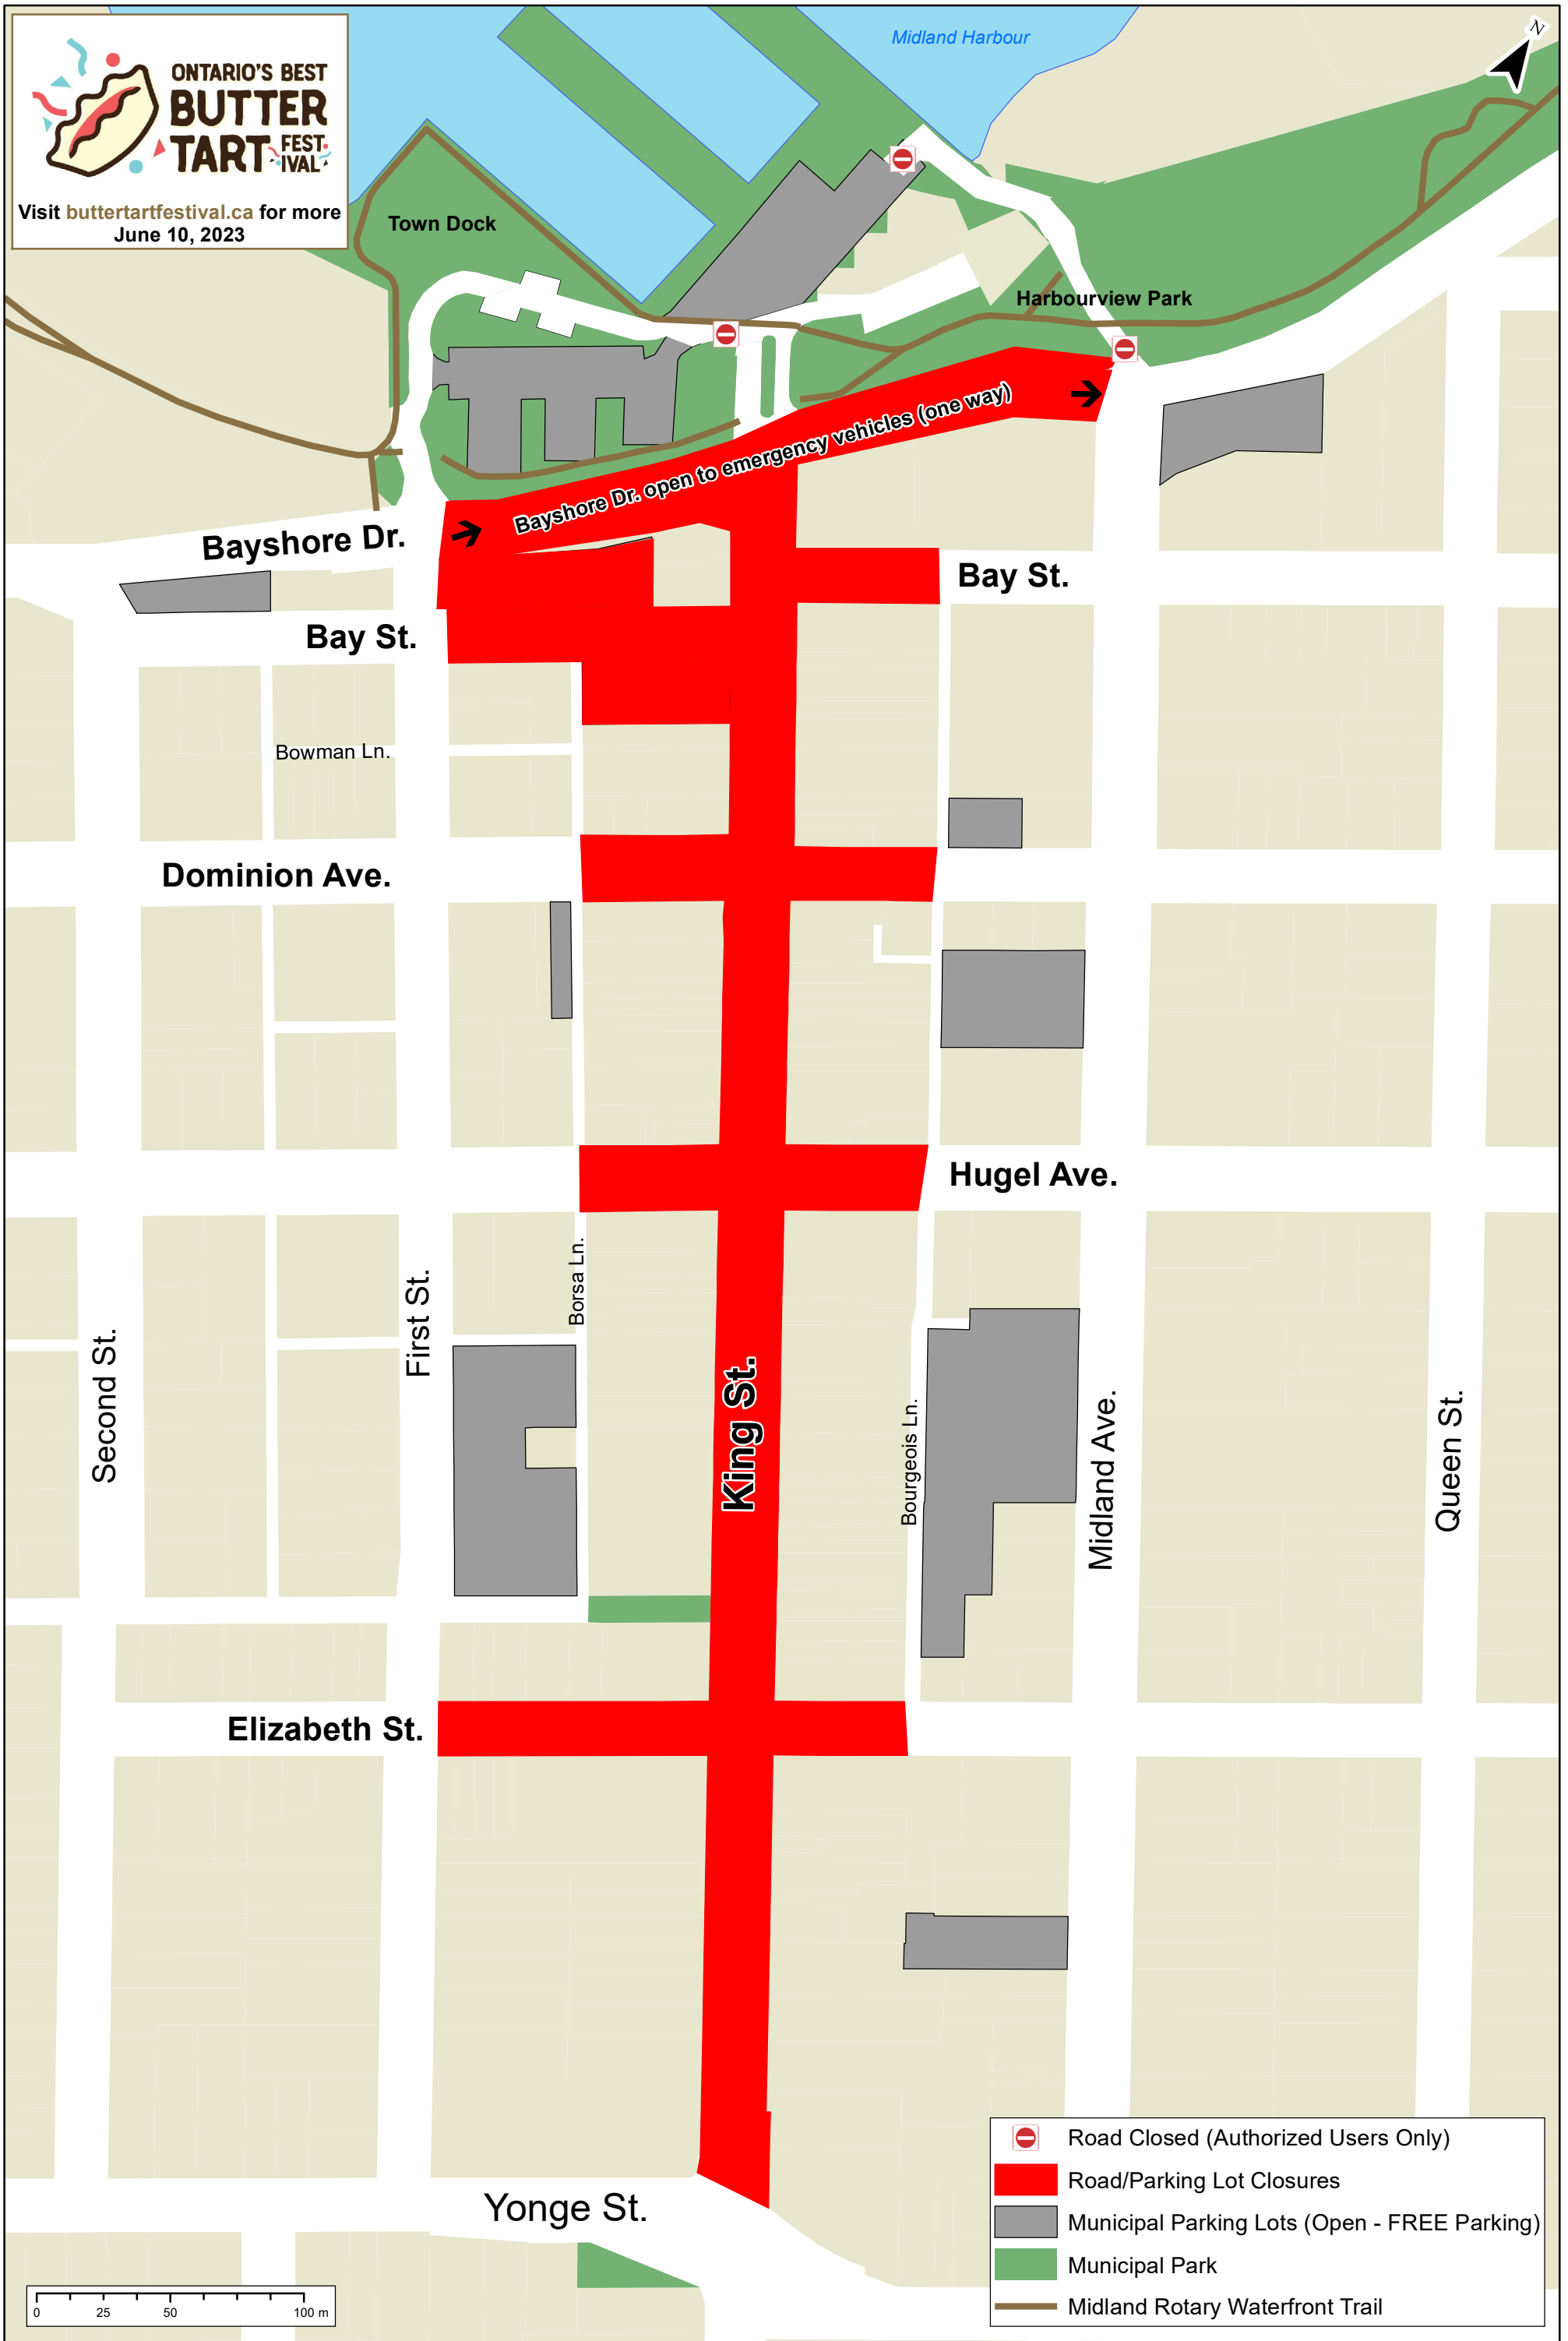 ONTARIO'S BEST
BUTTER
TART FEST
IVAL
Visit buttertartfestival.ca for more
June 10, 2023
Midland Harbour
N
Town Dock
Harbourview Park
Bayshore Dr. open to emergency vehicles (one way)
Bayshore Dr.
Bay St.
Bay St.
Bowman Ln.
Dominion Ave.
Hugel Ave.
Second St.
First St.
Borsa Ln.
King St.
Bourgeois Ln.
Midland Ave.
Queen St.
Elizabeth St.
Yonge St.
Road Closed (Authorized Users Only)
Road/Parking Lot Closures
Municipal Parking Lots (Open - FREE Parking)
Municipal Park
Midland Rotary Waterfront Trail
0 25 50 100 m